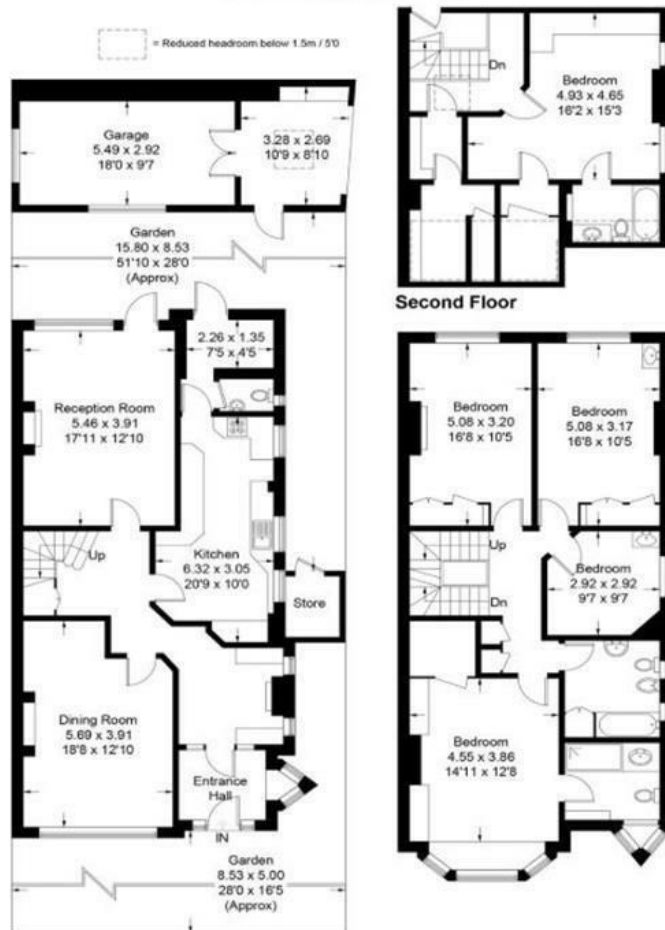 = Reduced headroom below 1.5m / 5'0
Garage
5.49 x 2.92
18'0 x 9'7
3.28 x 2.69
10'9 x 8'10
Garden
15.80 x 8.53
51'10 x 28'0
(Approx)
2.26 x 1.35
7'5 x 4'5
Reception Room
5.46 x 3.91
17'11 x 12'10
Up
Kitchen
6.32 x 3.05
20'9 x 10'0
Store
Dining Room
5.69 x 3.91
18'8 x 12'10
Entrance
Hall
IN
Garden
8.53 x 5.00
28'0 x 16'5
(Approx)
Dn
Bedroom
4.93 x 4.65
16'2 x 15'3
Second Floor
Bedroom
5.08 x 3.20
16'8 x 10'5
Bedroom
5.08 x 3.17
16'8 x 10'5
Up
Dn
Bedroom
2.92 x 2.92
9'7 x 9'7
Bedroom
4.55 x 3.86
14'11 x 12'8